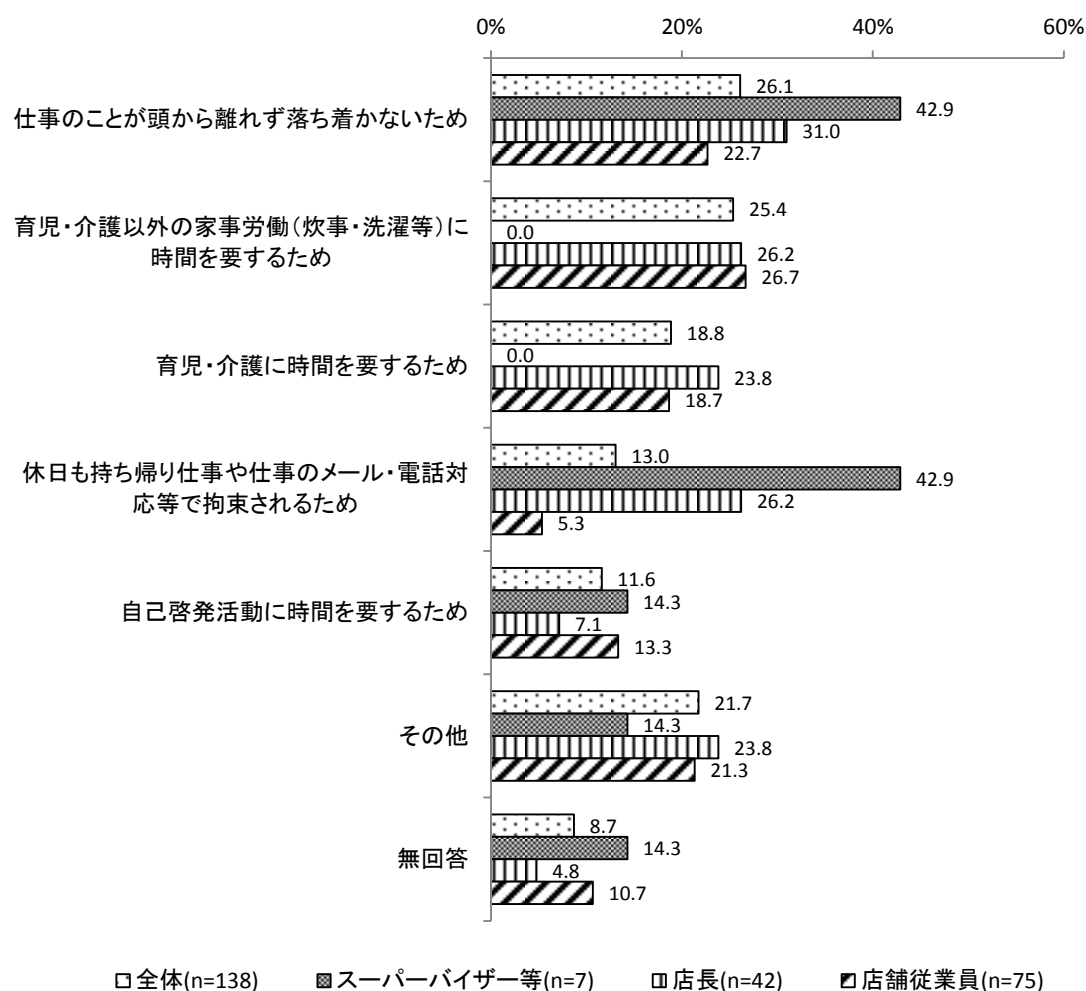 0% 20% 40% 60%
仕事のことが頭から離れず落ち着かないため
26.1
42.9
31.0
22.7
育児・介護以外の家事労働(炊事・洗濯等)に
時間を要するため
25.4
0.0
26.2
26.7
育児・介護に時間を要するため
18.8
0.0
23.8
18.7
休日も持ち帰り仕事や仕事のメール・電話対
応等で拘束されるため
13.0
42.9
26.2
5.3
自己啓発活動に時間を要するため
11.6
14.3
7.1
13.3
その他
21.7
14.3
23.8
21.3
無回答
8.7
14.3
4.8
10.7
全体(n=138) スーパーバイザー等(n=7) 店長(n=42) 店舗従業員(n=75)